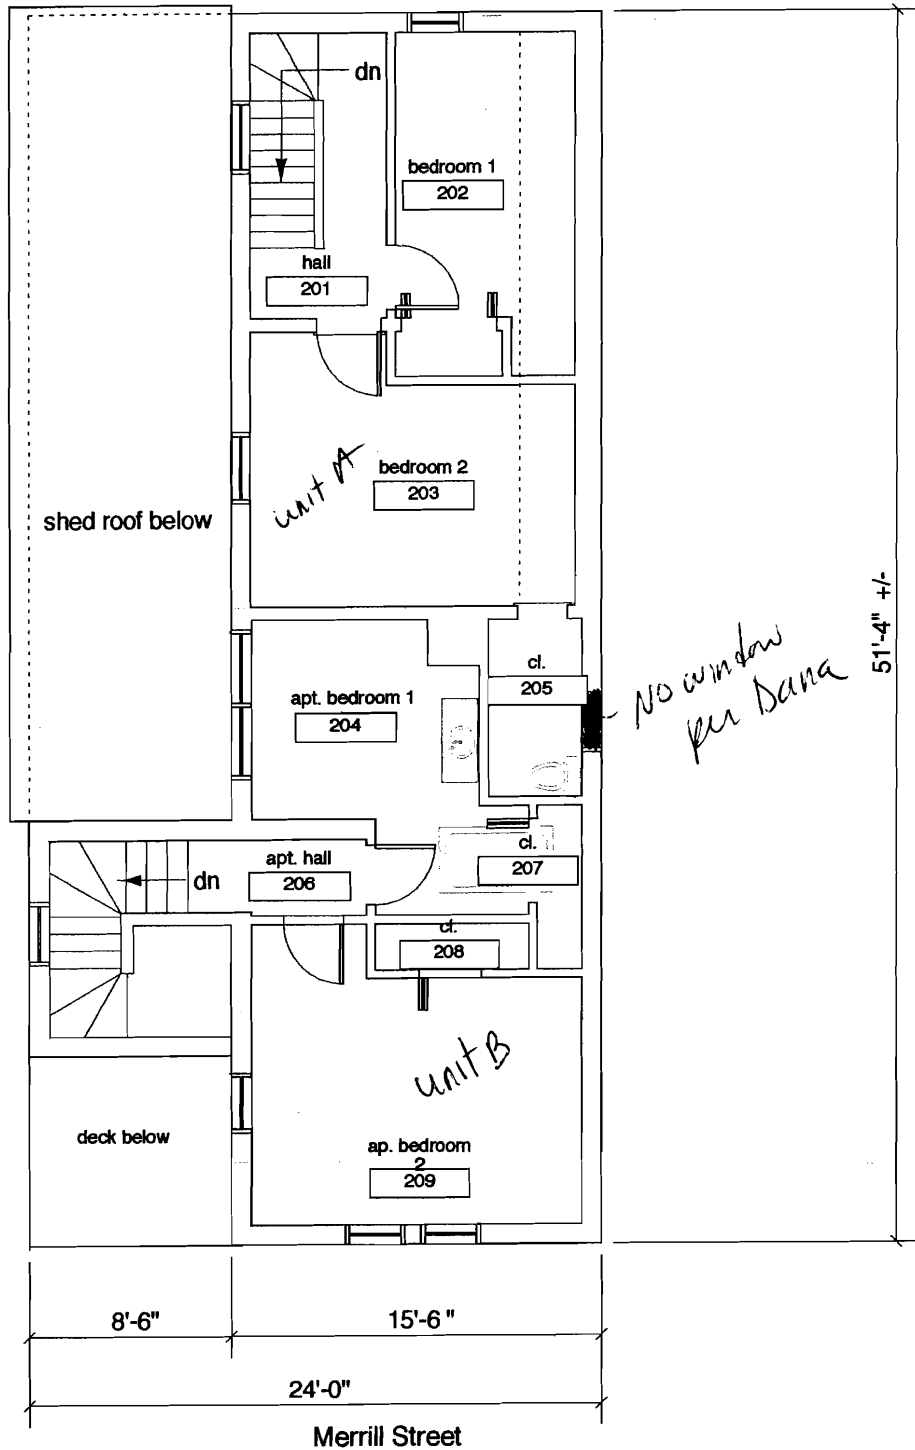 dn
bedroom 1
202
hall
201
unit A
bedroom 2
203
shed roof below
51'-4" +/-
cl.
205
No window
per Dana
apt. bedroom 1
204
cl.
207
apt. hall
206
dn
cl.
208
unit B
deck below
ap. bedroom
2
209
8'-6"
15'-6 "
24'-0"
Merrill Street